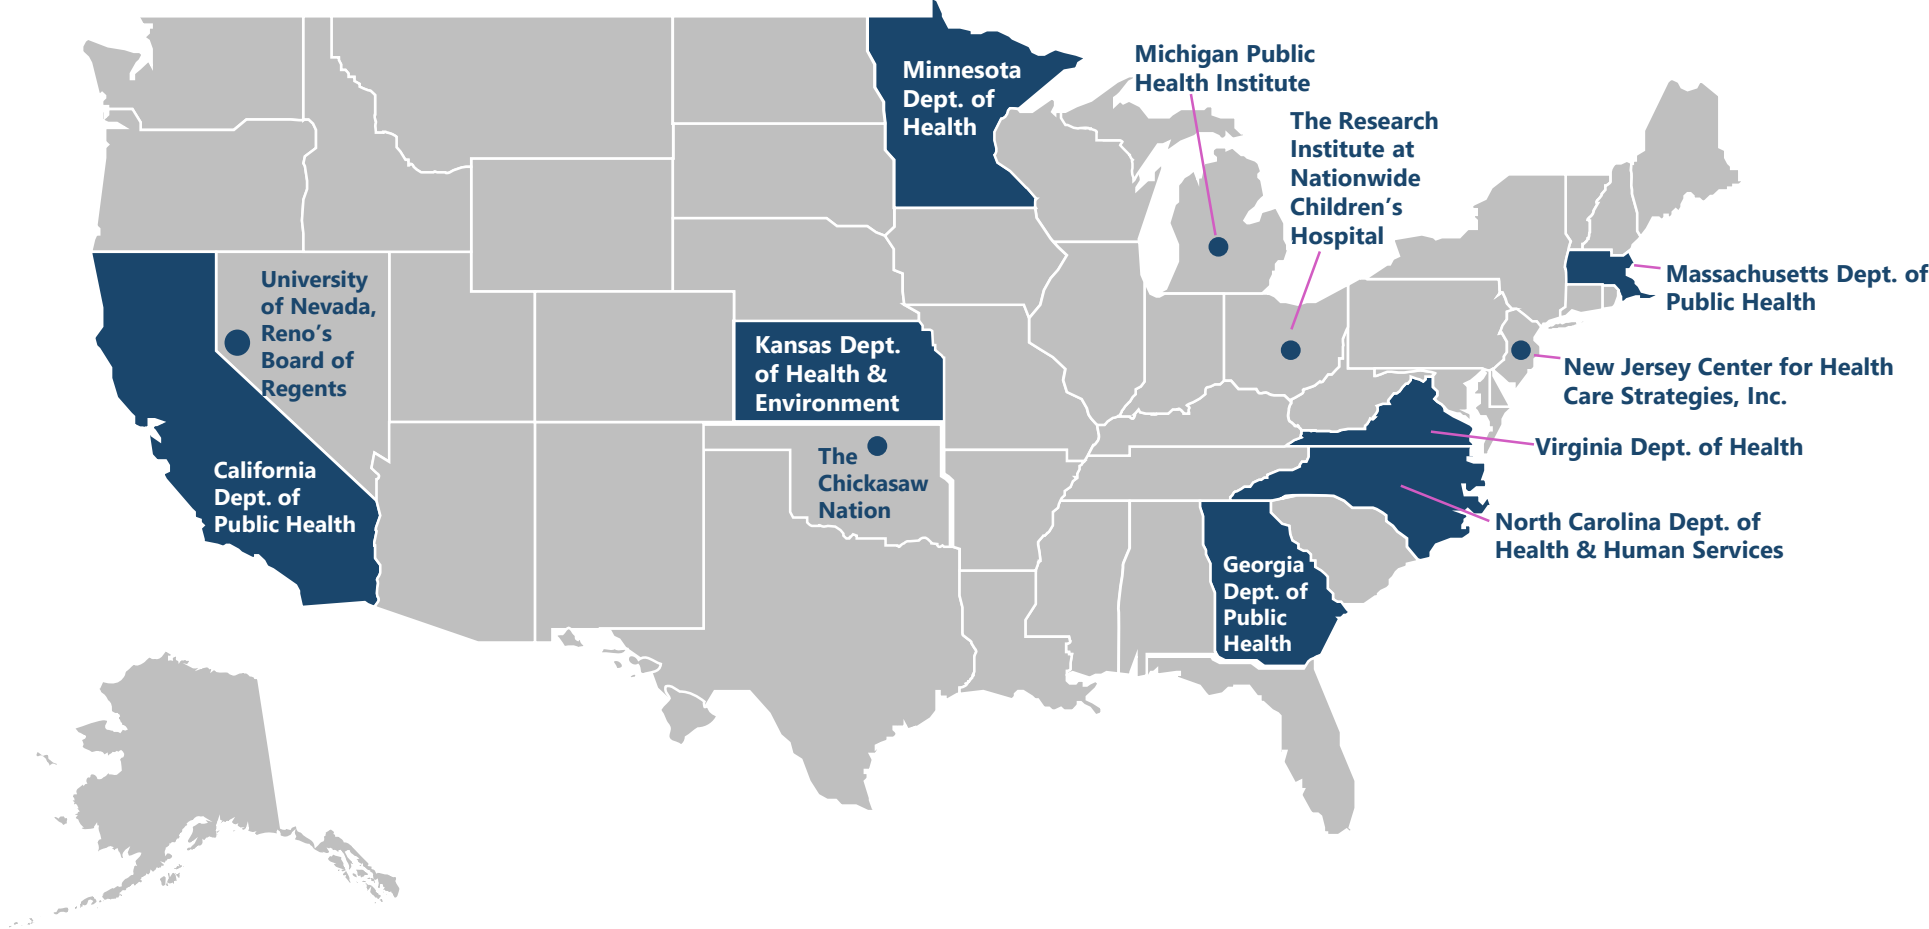 Minnesota
Dept. of
Health
Michigan Public
Health Institute
The Research
Institute at
Nationwide
Children’s
Hospital
University
of Nevada,
Reno’s
Board of
Regents
Massachusetts Dept. of
Public Health
Kansas Dept.
of Health &
Environment
New Jersey Center for Health
Care Strategies, Inc.
California
Dept. of
Public Health
The
Chickasaw
Nation
Virginia Dept. of Health
North Carolina Dept. of
Health & Human Services
Georgia
Dept. of
Public
Health